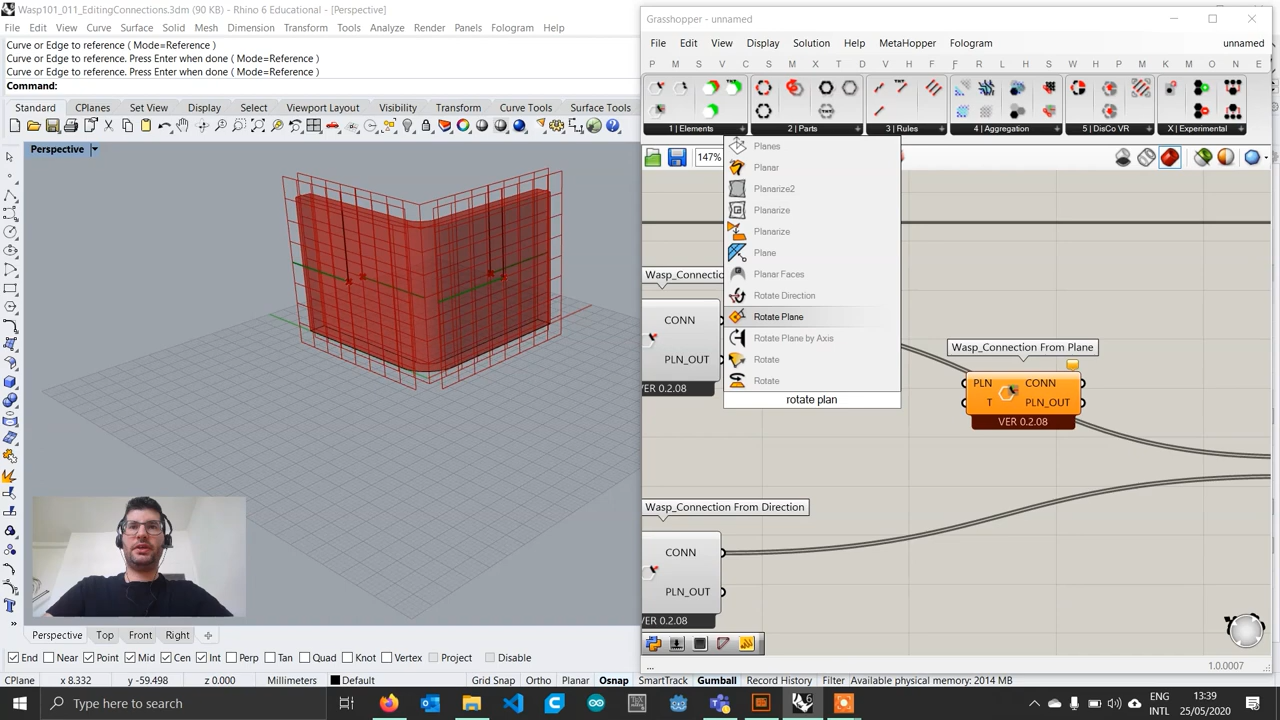 Wasp101_011_EditingConnections.3dm (90 KB) - Rhino 6 Educational - [Perspective]
File Edit View Curve Surface Solid Mesh Dimension Transform Tools Analyze Panels Fologram Help
Curve or Edge to reference ( Mode=Reference )
Curve or Edge to reference. Press Enter when done ( Mode=Reference )
Curve or Edge to reference. Press Enter when done ( Mode=Reference )
Command:
Standard CPlanes Set View Display Select Viewport Layout Visibility Transform Curve Tools Surface Tools
Perspective
Grasshopper - unnamed
File Edit View Display Solution Help MetaHopper Fologram unnamed
P M S V C S M I X T D V F R L C S W P M K M O N E
1 | Elements 2 | Parts 3 | Rules 4 | Aggregation 5 | DisCo VR X | Experimental
147%
Planes
Planar
Planarize2
Planarize
Planarize
Plane
Planar Faces
Rotate Direction
Rotate Plane
Rotate Plane by Axis
Rotate
Rotate
rotate plan
Wasp_Connectio
CONN
PLN_OUT
ER 0.2.08
Wasp_Connection From Plane
PLN CONN
T PLN_OUT
VER 0.2.08
Wasp_Connection From Direction
CONN
PLN_OUT
ER 0.2.08
...
1.0.0007
Perspective Top Front Right
End Near Point Mid Cen Int Perp Tan Quad Knot Vertex Project Disable
CPlane x 8.332 y -59.498 z 0.000 Millimeters Default Grid Snap Ortho Planar Osnap SmartTrack Gumball Record History Filter Available physical memory: 2014 MB
Type here to search
ENG
INTL
13:39
25/05/2020